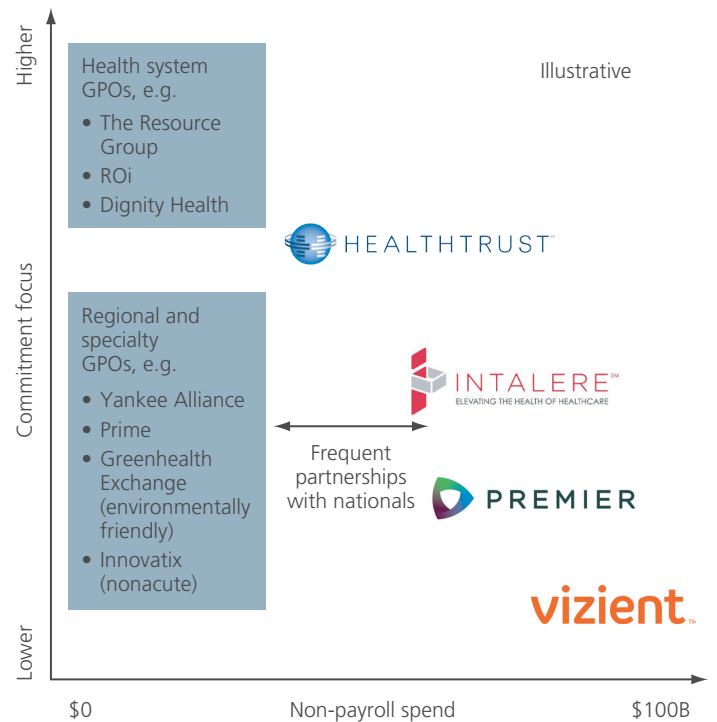 Higher
Commitment focus
Lower
Illustrative
Health system
GPOs, e.g.
• The Resource
Group
• ROi
• Dignity Health
HEALTHTRUST
Regional and
specialty
GPOs, e.g.
• Yankee Alliance
• Prime
• Greenhealth
Exchange
(environmentally
friendly)
• Innovatix
(nonacute)
INTALERE℠
ELEVATING THE HEALTH OF HEALTHCARE
Frequent
partnerships
with nationals
PREMIER
vizient™
$0
Non-payroll spend
$100B